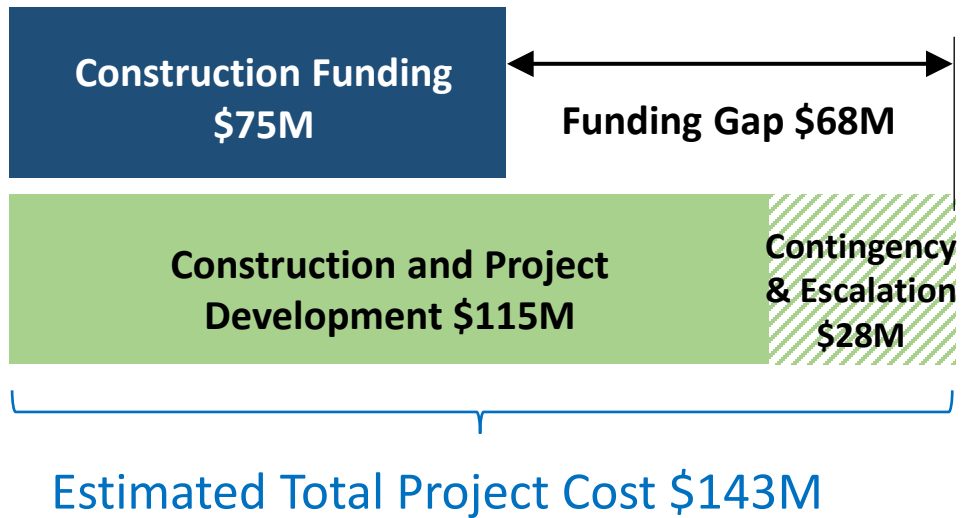 Construction Funding
$75M
Funding Gap $68M
Construction and Project
Development $115M
Contingency
& Escalation
$28M
Estimated Total Project Cost $143M